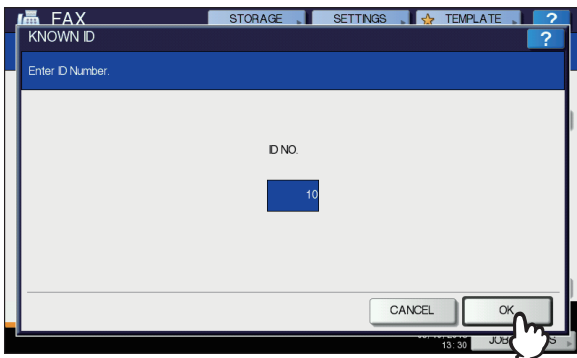 FAX
STORAGE
SETTINGS
TEMPLATE
?
KNOWN ID
?
Enter ID Number.
ID NO.
10
CANCEL
OK
13:30